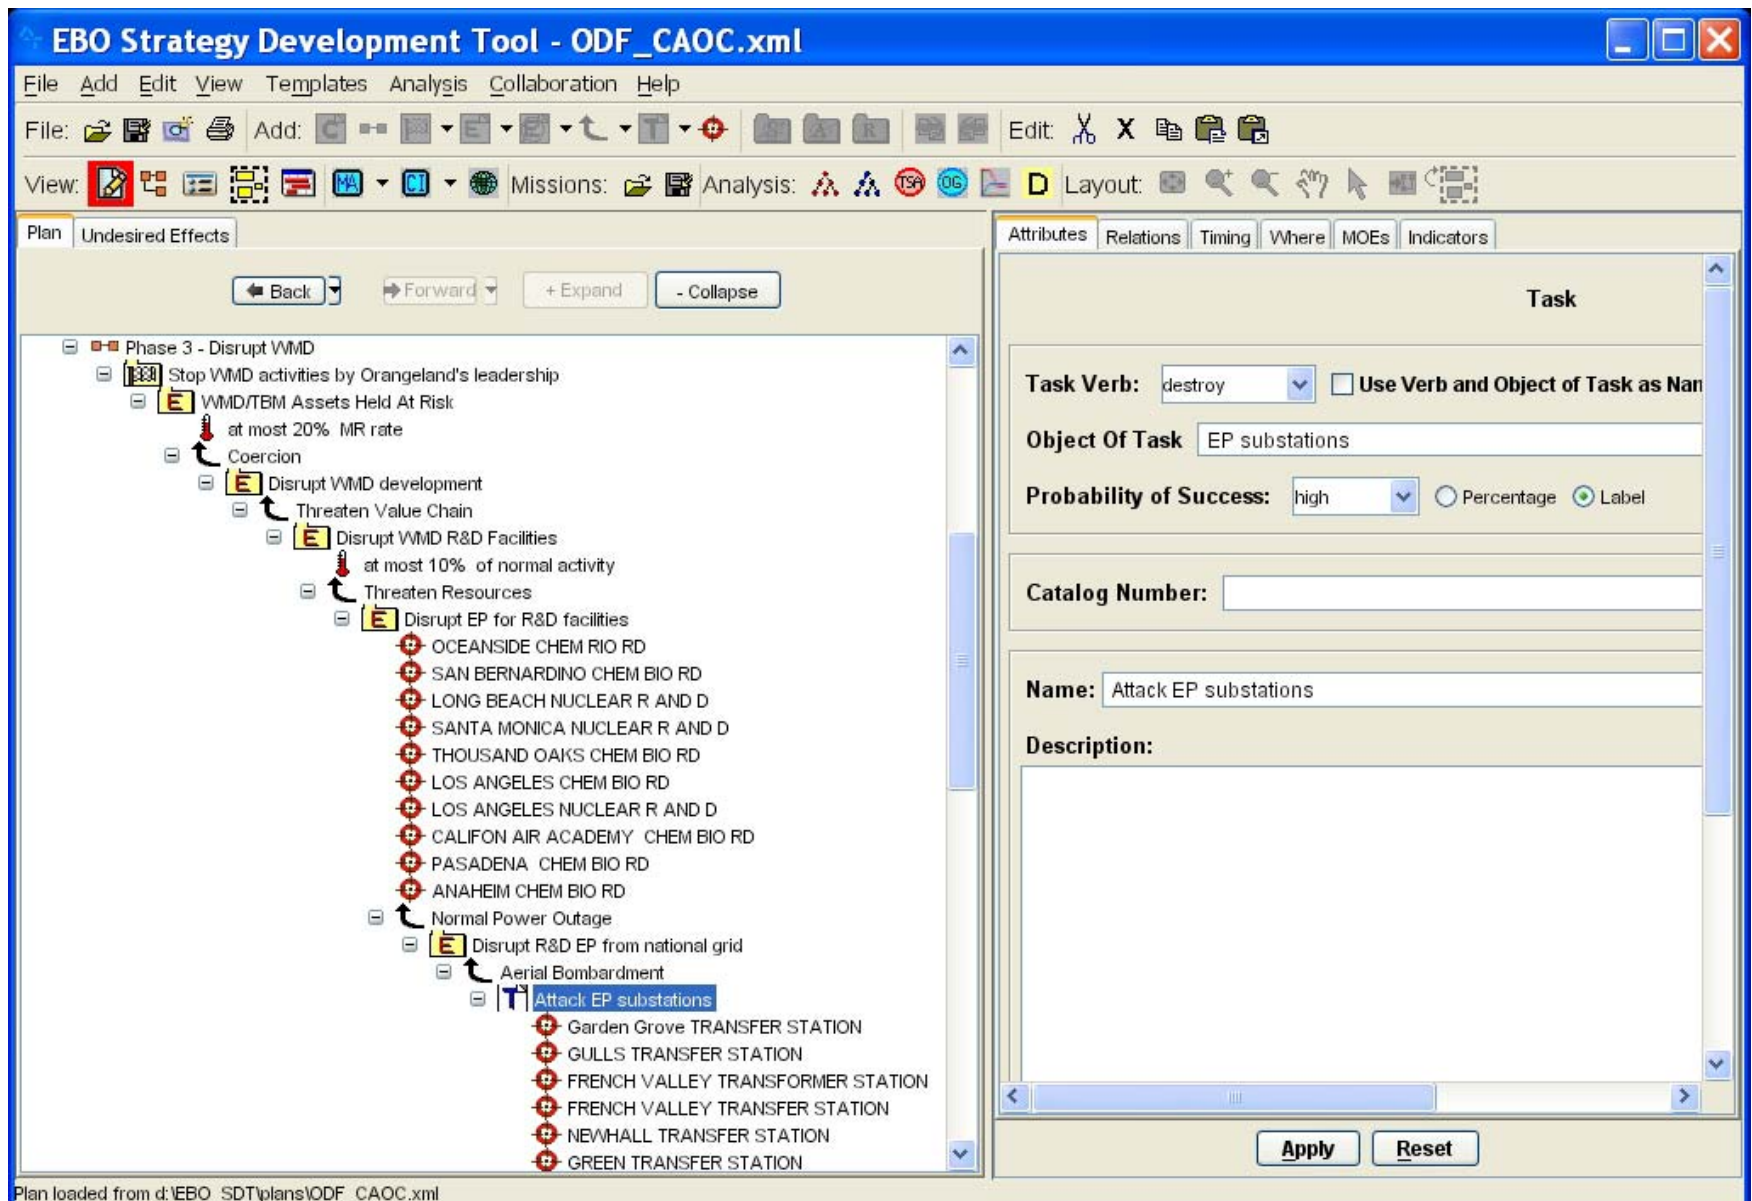 EBO Strategy Development Tool - ODF_CAOC.xml
File Add Edit View Templates Analysis Collaboration Help
File: Add: C E E T S A R Edit: X
View: MA CI Missions: Analysis: TSA OG D Layout:
Plan Undesired Effects
Attributes Relations Timing Where MOEs Indicators
Back Forward + Expand - Collapse
Phase 3 - Disrupt WMD
Stop WMD activities by Orangeland's leadership
E WMD/TBM Assets Held At Risk
at most 20% MR rate
Coercion
E Disrupt WMD development
Threaten Value Chain
E Disrupt WMD R&D Facilities
at most 10% of normal activity
Threaten Resources
E Disrupt EP for R&D facilities
OCEANSIDE CHEM RIO RD
SAN BERNARDINO CHEM BIO RD
LONG BEACH NUCLEAR R AND D
SANTA MONICA NUCLEAR R AND D
THOUSAND OAKS CHEM BIO RD
LOS ANGELES CHEM BIO RD
LOS ANGELES NUCLEAR R AND D
CALIFON AIR ACADEMY CHEM BIO RD
PASADENA CHEM BIO RD
ANAHEIM CHEM BIO RD
Normal Power Outage
E Disrupt R&D EP from national grid
Aerial Bombardment
T Attack EP substations
Garden Grove TRANSFER STATION
GULLS TRANSFER STATION
FRENCH VALLEY TRANSFORMER STATION
FRENCH VALLEY TRANSFER STATION
NEWHALL TRANSFER STATION
GREEN TRANSFER STATION
Task
Task Verb: destroy Use Verb and Object of Task as Nan
Object Of Task EP substations
Probability of Success: high Percentage Label
Catalog Number:
Name: Attack EP substations
Description:
Apply Reset
Plan loaded from d:\EBO_SDT\plans\ODF_CAOC.xml